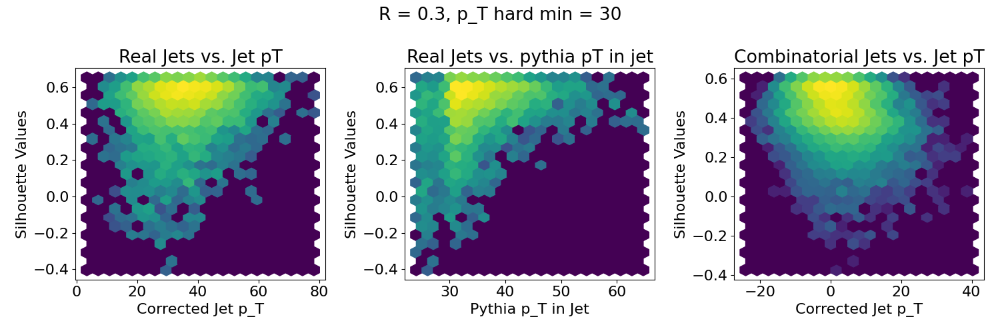 R = 0.3, p_T hard min = 30
Real Jets vs. Jet pT
Silhouette Values
0.6
0.4
0.2
0.0
−0.2
−0.4
0 20 40 60 80
Corrected Jet p_T
Real Jets vs. pythia pT in jet
Silhouette Values
0.6
0.4
0.2
0.0
−0.2
−0.4
30 40 50 60
Pythia p_T in Jet
Combinatorial Jets vs. Jet pT
Silhouette Values
0.6
0.4
0.2
0.0
−0.2
−0.4
−20 0 20 40
Corrected Jet p_T